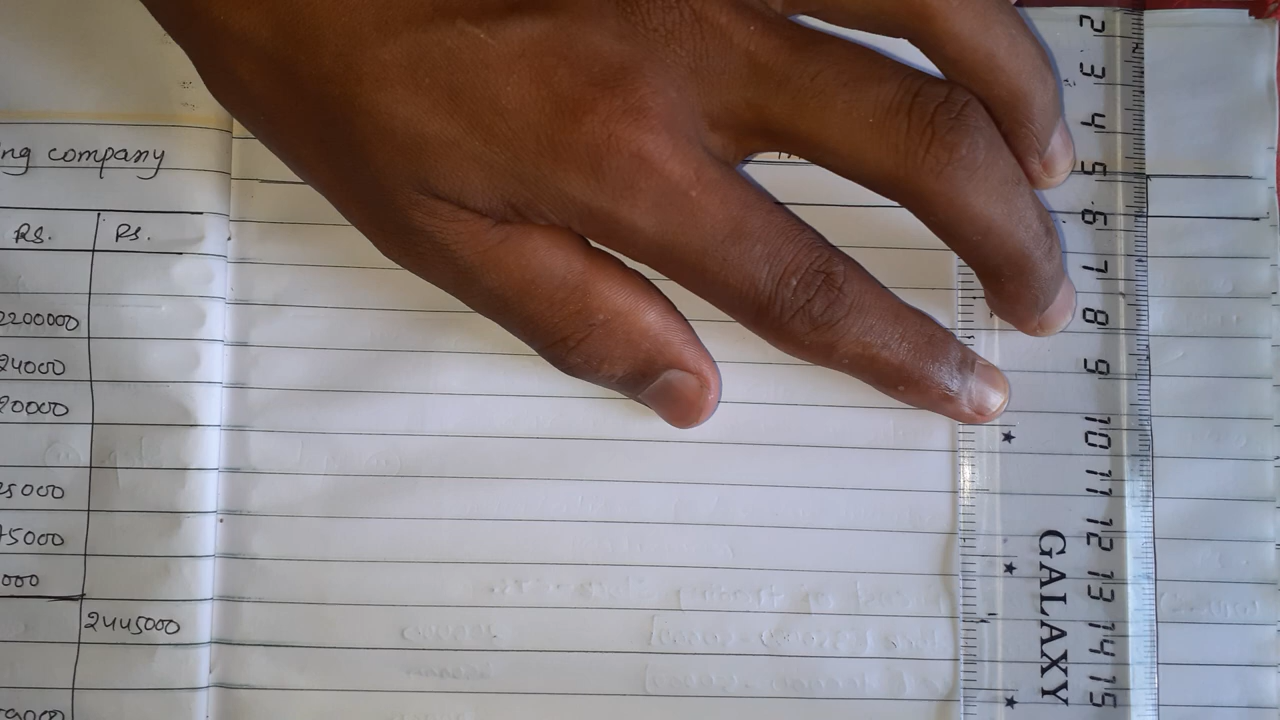 ng company
Rs. Rs.
2200000
24000
20000
25000
75000
000
2445000
2 3 4 5 6 7 8 9 10 11 12 13 14 15
GALAXY